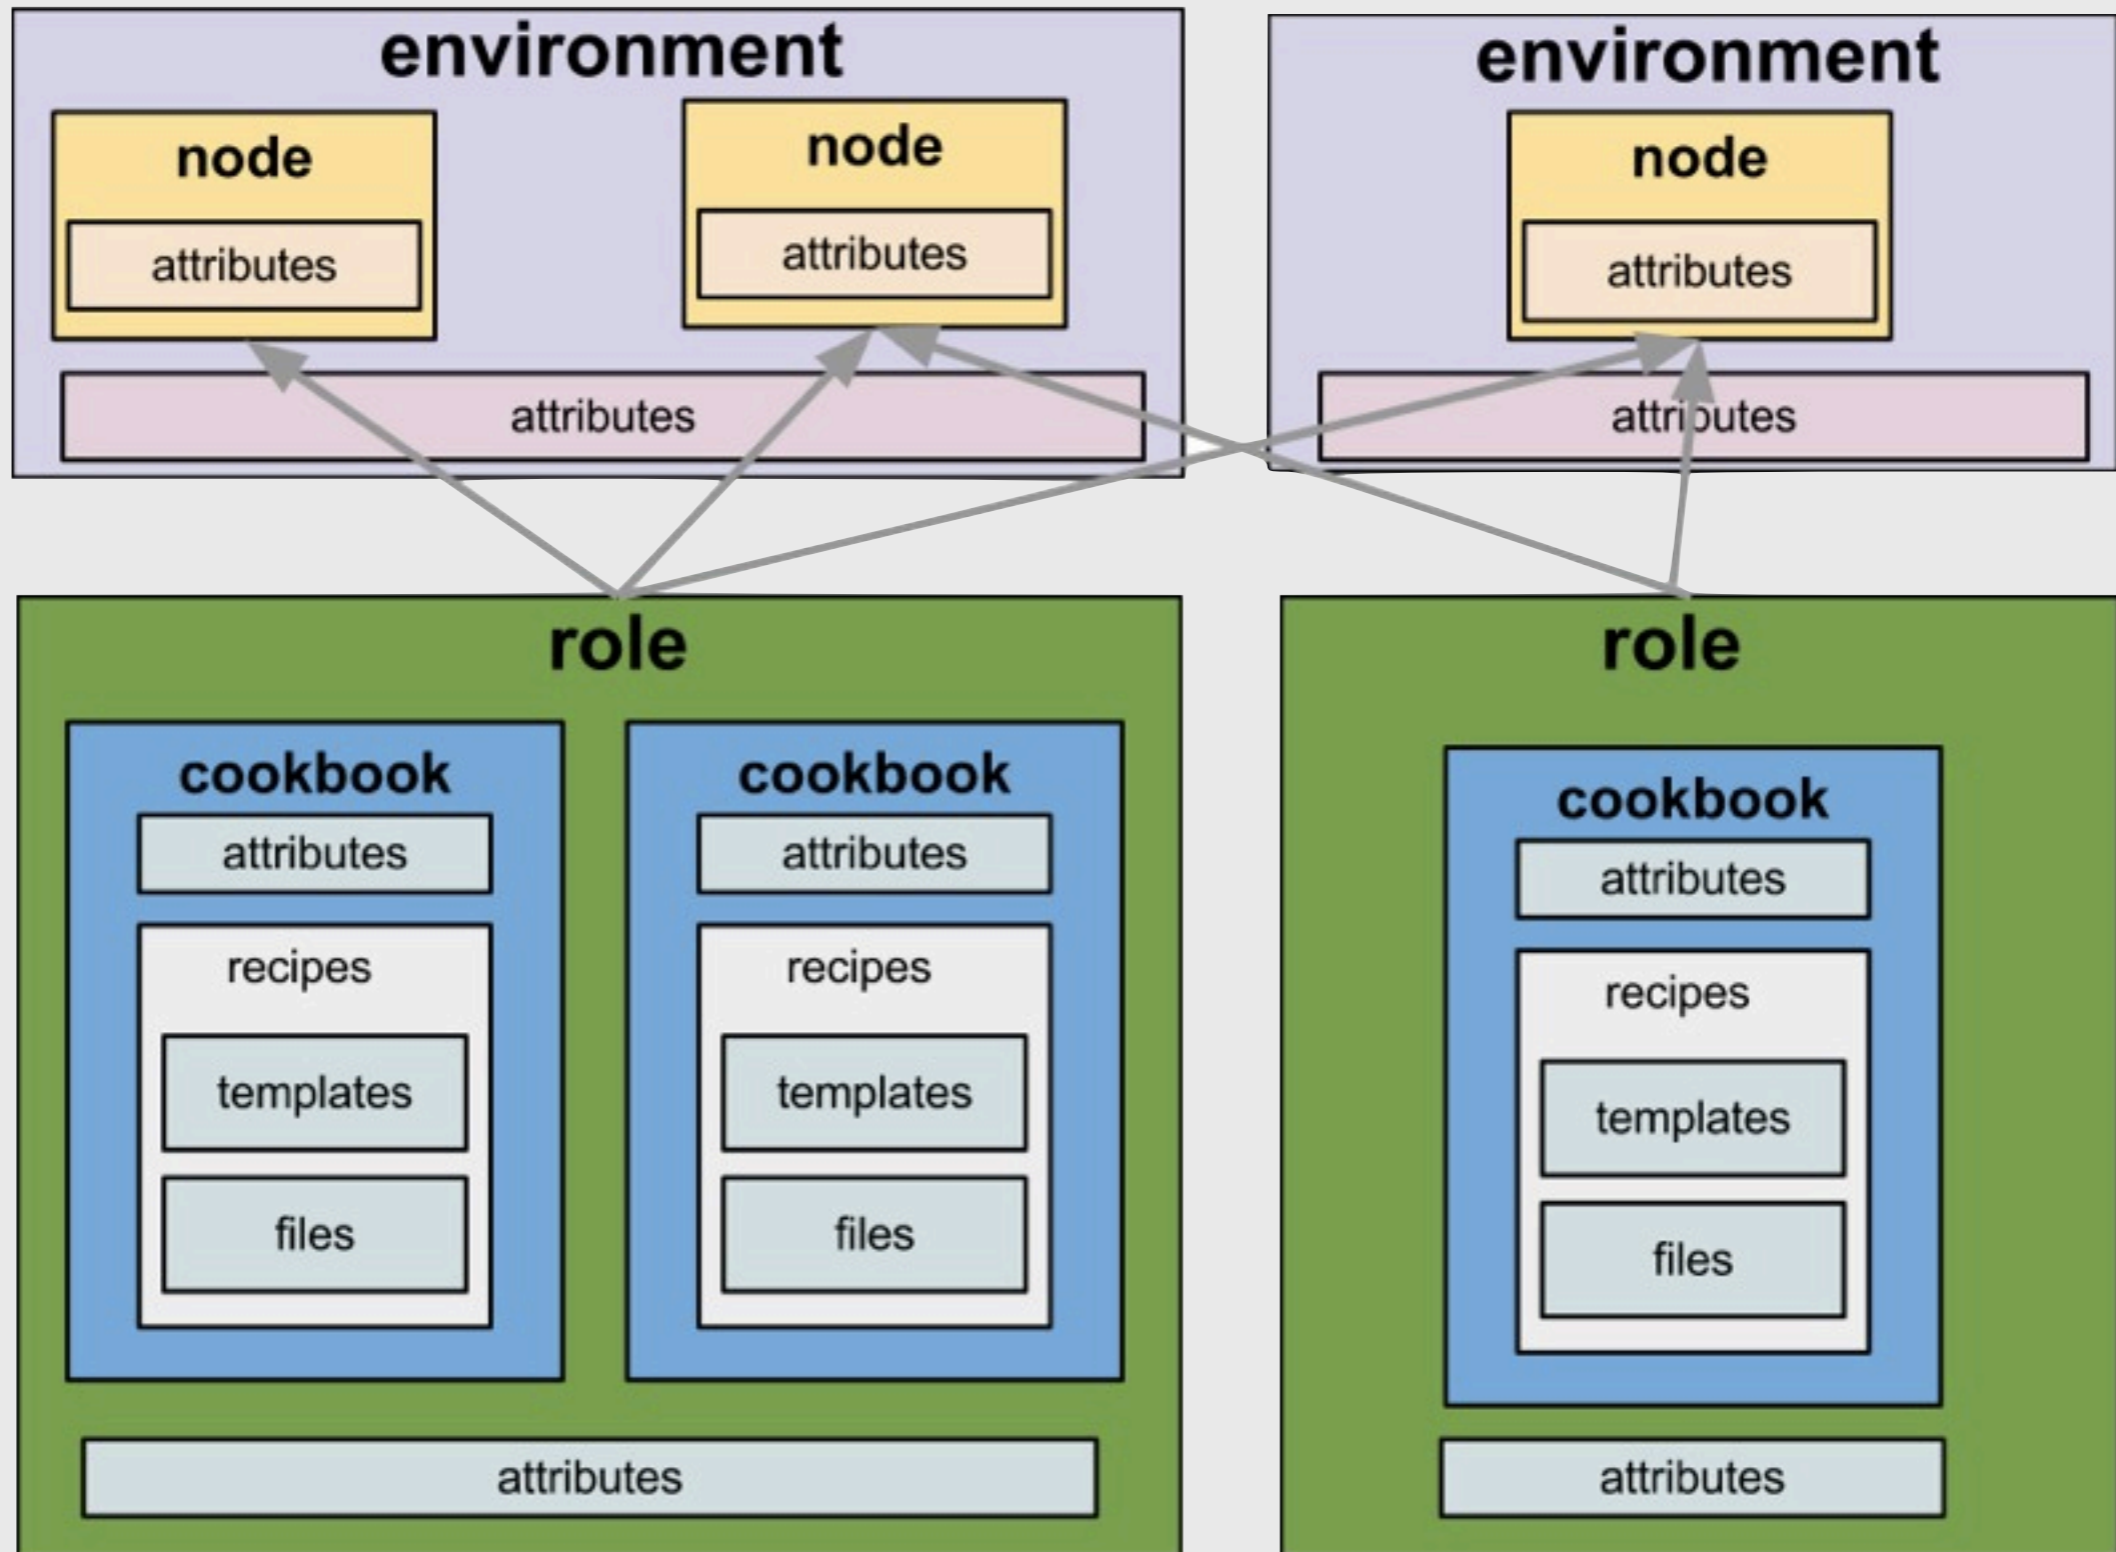 environment
node
attributes
node
attributes
attributes
environment
node
attributes
attributes
role
cookbook
attributes
recipes
templates
files
cookbook
attributes
recipes
templates
files
attributes
role
cookbook
attributes
recipes
templates
files
attributes